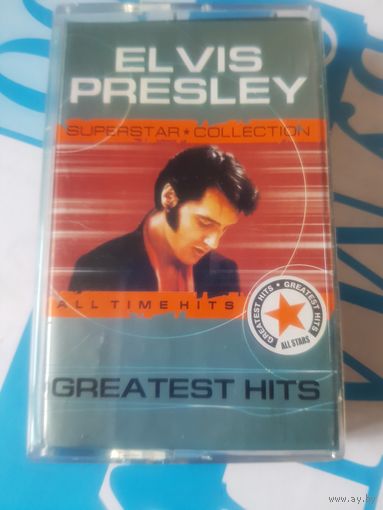 ELVIS
PRESLEY
SUPERSTAR ★ COLLECTION
ALL TIME HITS
GREATEST HITS • GREATEST HITS
ALL STARS
GREATEST HITS
www.ay.by